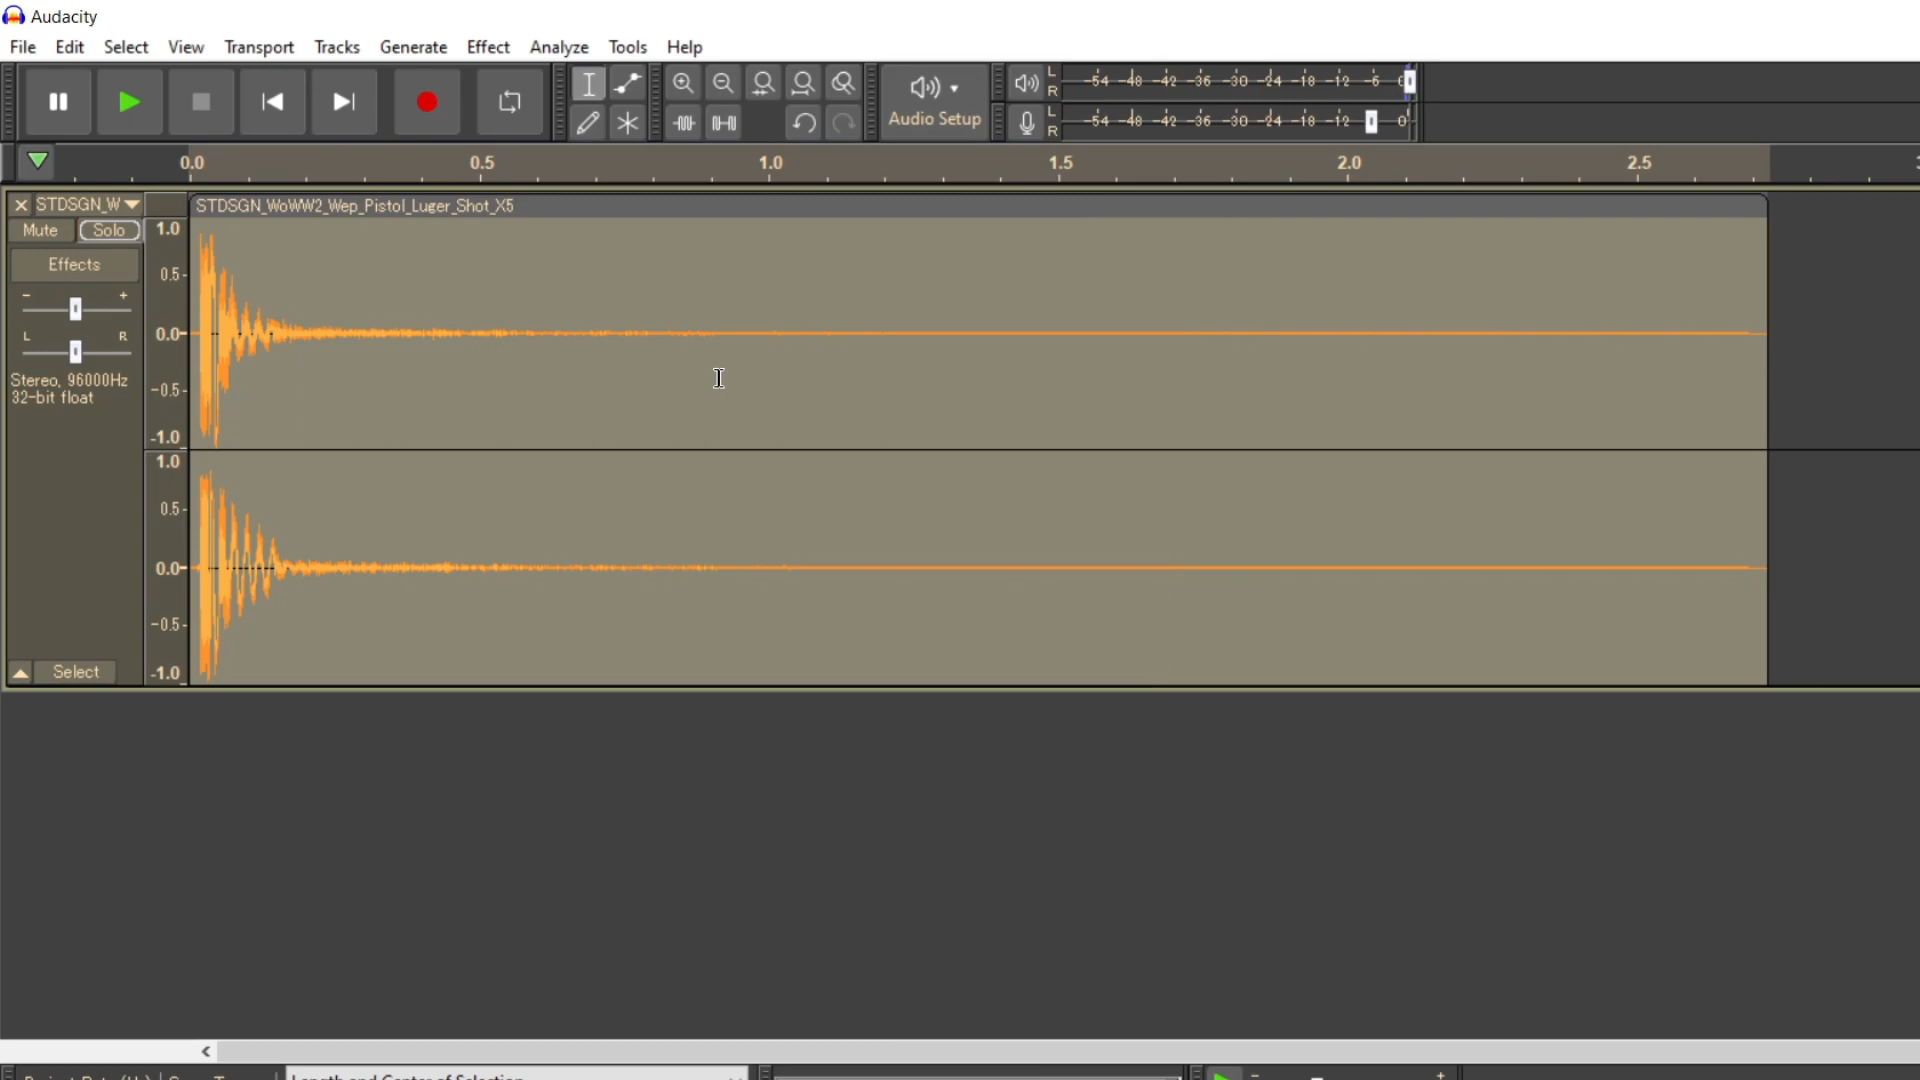 Audacity
File Edit Select View Transport Tracks Generate Effect Analyze Tools Help
L R -54 -48 -42 -36 -30 -24 -18 -12 -6 0
Audio Setup
L R -54 -48 -42 -36 -30 -24 -18 -12 0
0.0 0.5 1.0 1.5 2.0 2.5
STDSGN_W STDSGN_WoWW2_Wep_Pistol_Luger_Shot_X5
Mute Solo 1.0
Effects 0.5
- +
L R 0.0
Stereo, 96000Hz
32-bit float -0.5
-1.0
1.0
0.5
0.0
-0.5
Select -1.0
Length and Center of Selection
- +